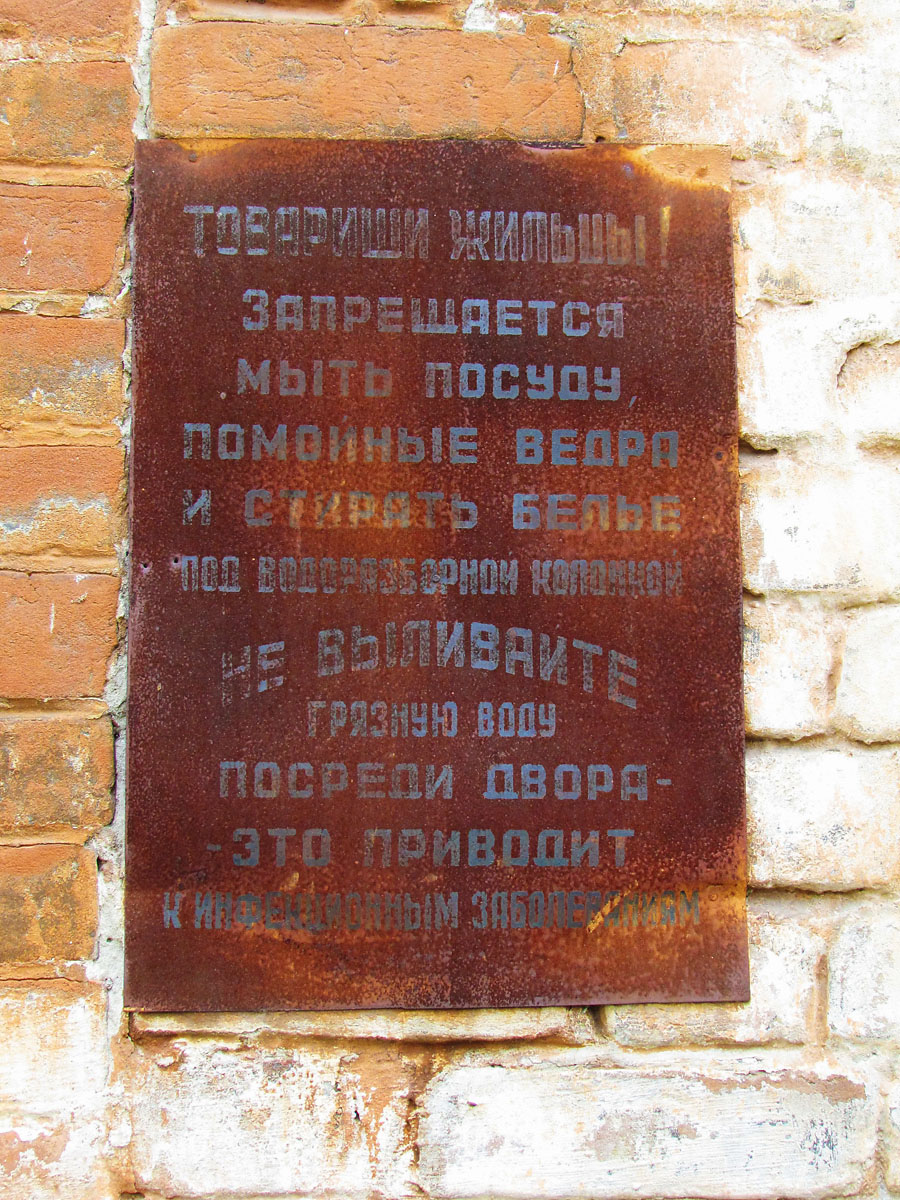 ТОВАРИЩИ ЖИЛЬЦЫ!
ЗАПРЕЩАЕТСЯ
МЫТЬ ПОСУДУ,
ПОМОЙНЫЕ ВЕДРА
И СТИРАТЬ БЕЛЬЕ
ПОД ВОДОРАЗБОРНОЙ КОЛОНКОЙ
НЕ ВЫЛИВАЙТЕ
ГРЯЗНУЮ ВОДУ
ПОСРЕДИ ДВОРА-
-ЭТО ПРИВОДИТ
К ИНФЕКЦИОННЫМ ЗАБОЛЕВАНИЯМ